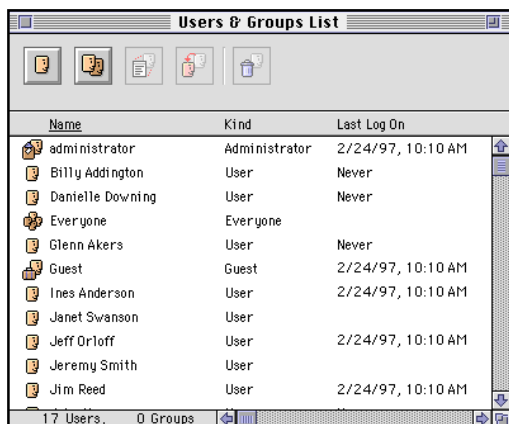 Users & Groups List
Name Kind Last Log On
administrator Administrator 2/24/97, 10:10 AM
Billy Addington User Never
Danielle Downing User Never
Everyone Everyone
Glenn Akers User Never
Guest Guest 2/24/97, 10:10 AM
Ines Anderson User 2/24/97, 10:10 AM
Janet Swanson User
Jeff Orloff User 2/24/97, 10:10 AM
Jeremy Smith User
Jim Reed User 2/24/97, 10:10 AM
17 Users, 0 Groups